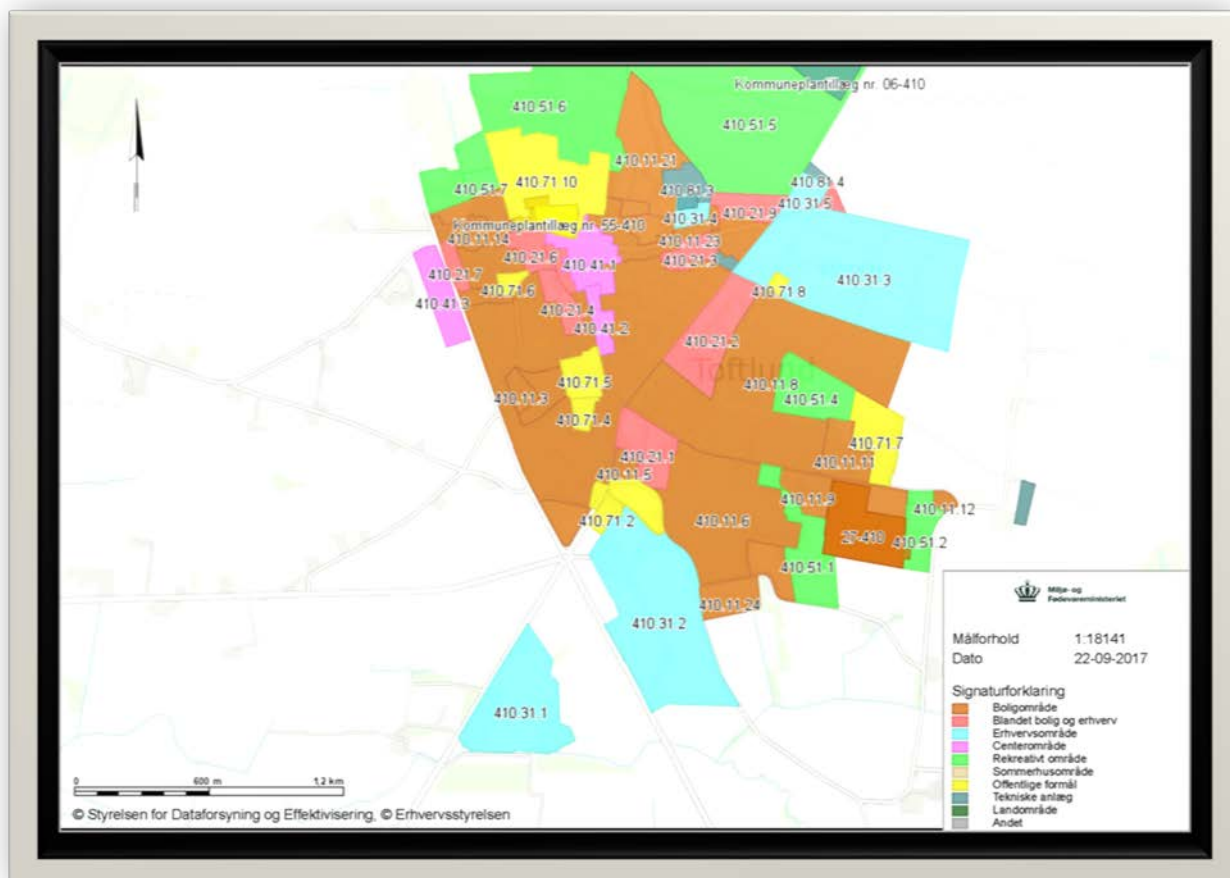 Kommuneplantillæg nr. 06-410
410.51.6
410.51.5
410.11.21
410.71.10
410.81.3
410.81.4
410.51.7
410.31.5
410.21.9
410.31.4
Kommuneplantillæg nr. 55-410
410.11.14
410.11.23
410.21.6
410.41.1
410.21.3
410.21.7
410.31.3
410.71.6
410.71.8
410.41.3
410.21.4
410.41.2
410.21.2
Toftlund
410.71.5
410.11.8
410.11.3
410.51.4
410.71.4
410.71.7
410.21.1
410.11.11
410.11.5
410.11.9
410.11.12
410.71.2
410.11.6
27-410
410.51.2
410.51.1
410.11.24
410.31.2
410.31.1
Miljø- og
Fødevareministeriet
Målforhold 1:18141
Dato 22-09-2017
Signaturforklaring
Boligområde
Blandet bolig og erhverv
Erhvervsområde
Centerområde
Rekreativt område
Sommerhusområde
Offentlige formål
Tekniske anlæg
Landområde
Andet
0 600 m 1,2 km
© Styrelsen for Dataforsyning og Effektivisering, © Erhvervsstyrelsen